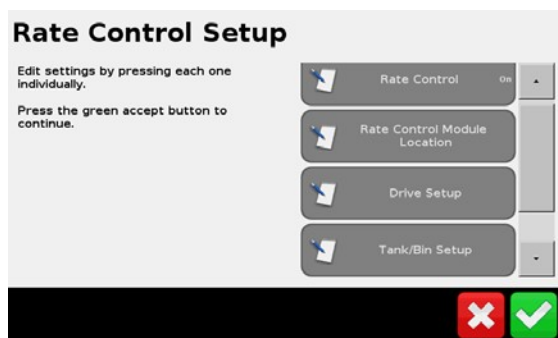 Rate Control Setup
Edit settings by pressing each one
individually.
Press the green accept button to
continue.
Rate Control On
Rate Control Module
Location
Drive Setup
Tank/Bin Setup